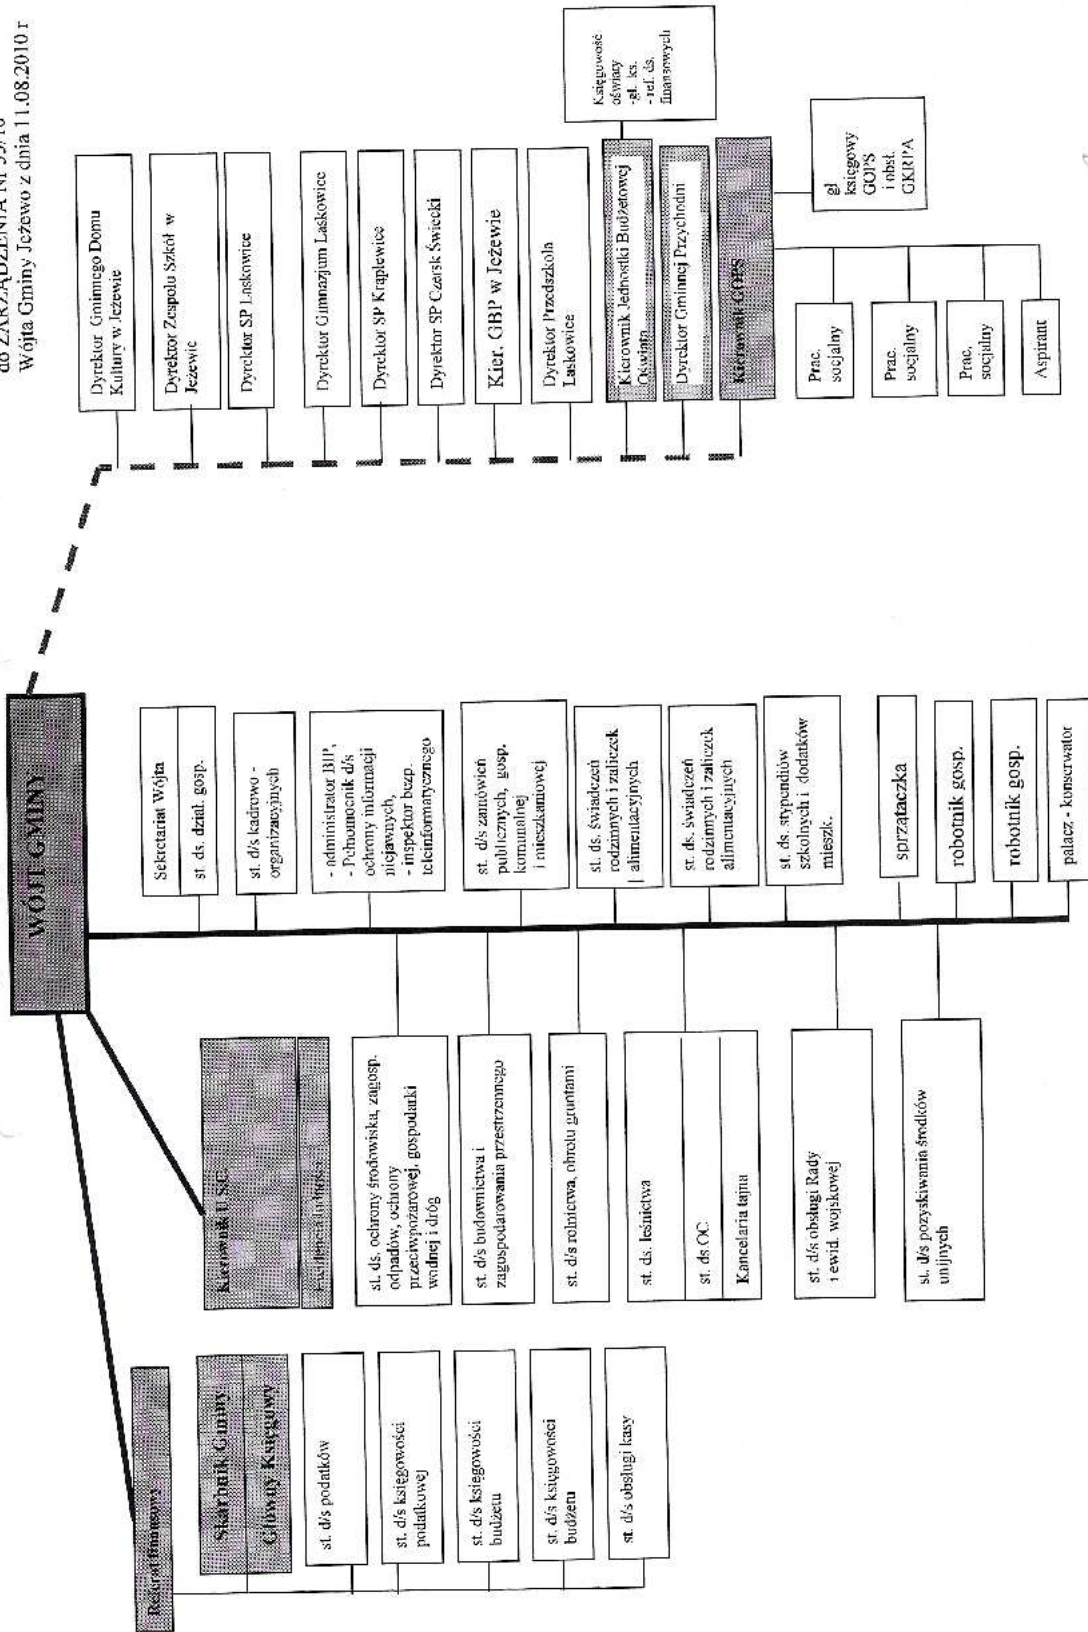 do ZARZĄDZENIA Nr
Wójta Gminy Jeżewo z dnia 11.08.2010 r
WÓJT GMINY
Referat finansowy
Skarbnik Gminy
Główny Księgowy
st. d/s podatków
st. d/s księgowości
podatkowej
st. d/s księgowości
budżetu
st. d/s księgowości
budżetu
st. d/s obsługi kasy
Kierownik U.S.C.
Ewidencja ludności
st. ds. ochrony środowiska, zagosp.
odpadów, ochrony
przeciwpożarowej, gospodarki
wodnej i dróg
st. d/s budownictwa i
zagospodarowania przestrzennego
st. d/s rolnictwa, obrotu gruntami
st. ds. leśnictwa
st. ds.OC
Kancelaria tajna
st. d/s obsługi Rady
i ewid. wojskowej
st. d/s pozyskiwania środków
unijnych
Sekretariat Wójta
st. ds. dział. gosp.
st. d/s kadrowo -
organizacyjnych
- administrator BIP,
- Pełnomocnik d/s
ochrony informacji
niejawnych,
- inspektor bezp.
teleinformatycznego
st. d/s zamówień
publicznych, gosp.
komunalnej
i mieszkaniowej
st. ds. świadczeń
rodzinnych i zaliczek
alimentacyjnych
st. ds. świadczeń
rodzinnych i zaliczek
alimentacyjnych
st. ds. stypendiów
szkolnych i dodatków
mieszk.
sprzątaczka
robotnik gosp.
robotnik gosp.
palacz - konserwator
Dyrektor Gminnego Domu
Kultury w Jeżewie
Dyrektor Zespołu Szkół w
Jeżewie
Dyrektor SP Laskowice
Dyrektor Gimnazjum Laskowice
Dyrektor SP Krąplewice
Dyrektor SP Czersk Świecki
Kier. GBP w Jeżewie
Dyrektor Przedszkola
Laskowice
Kierownik Jednostki Budżetowej
Oświata
Księgowość
oświaty
-gł. ks.
- ref. ds.
finansowych
Dyrektor Gminnej Przychodni
Kierownik GOPS
gł
księgowy
GOPS
i obsł.
GKRPA
Prac.
socjalny
Prac.
socjalny
Prac.
socjalny
Aspirant